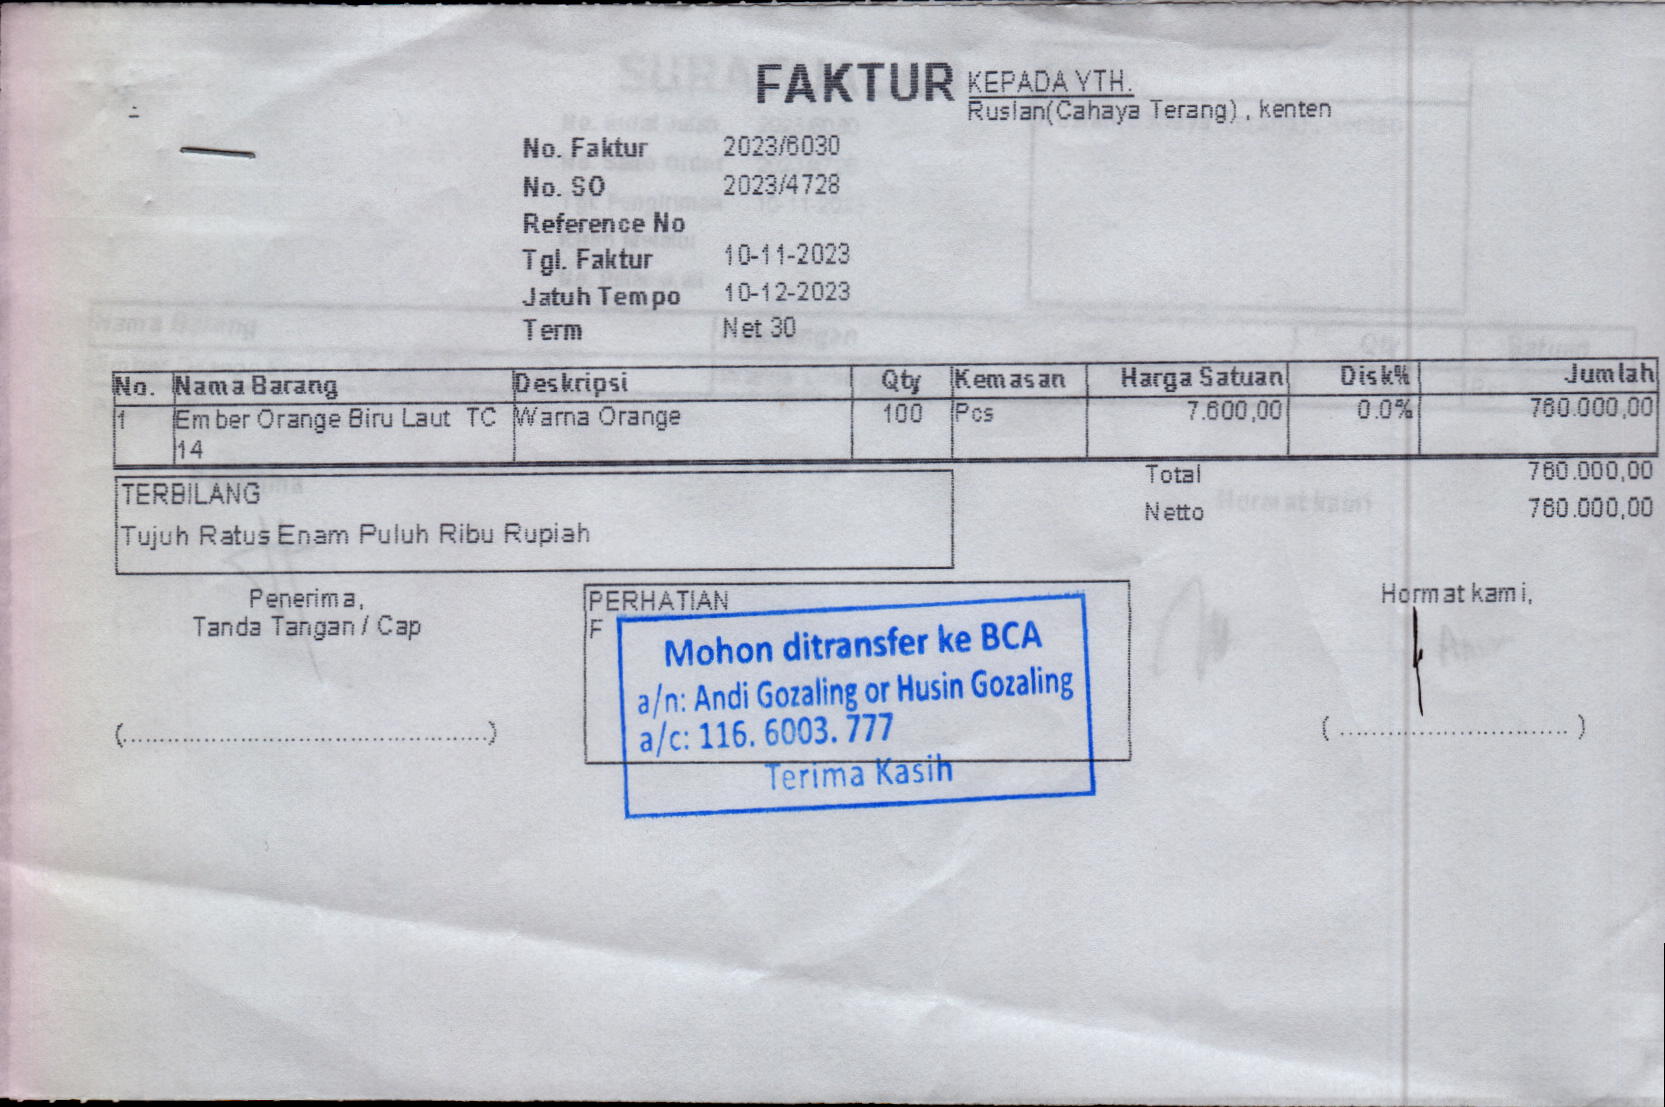 FAKTUR
KEPADA YTH.
Ruslan(Cahaya Terang) , kenten
No. Faktur 2023/6030
No. SO 2023/4728
Reference No
Tgl. Faktur 10-11-2023
Jatuh Tempo 10-12-2023
Term Net 30
No. Nama Barang Deskripsi Qty Kemasan Harga Satuan Disk% Jumlah
1 Ember Orange Biru Laut TC Warna Orange 100 Pcs 7.600,00 0.0% 760.000,00
14
Total 760.000,00
Netto 760.000,00
TERBILANG
Tujuh Ratus Enam Puluh Ribu Rupiah
Penerima,
Tanda Tangan / Cap
(............................................)
PERHATIAN
F
Mohon ditransfer ke BCA
a/n: Andi Gozaling or Husin Gozaling
a/c: 116. 6003. 777
Terima Kasih
Hormat kami,
( ............................ )